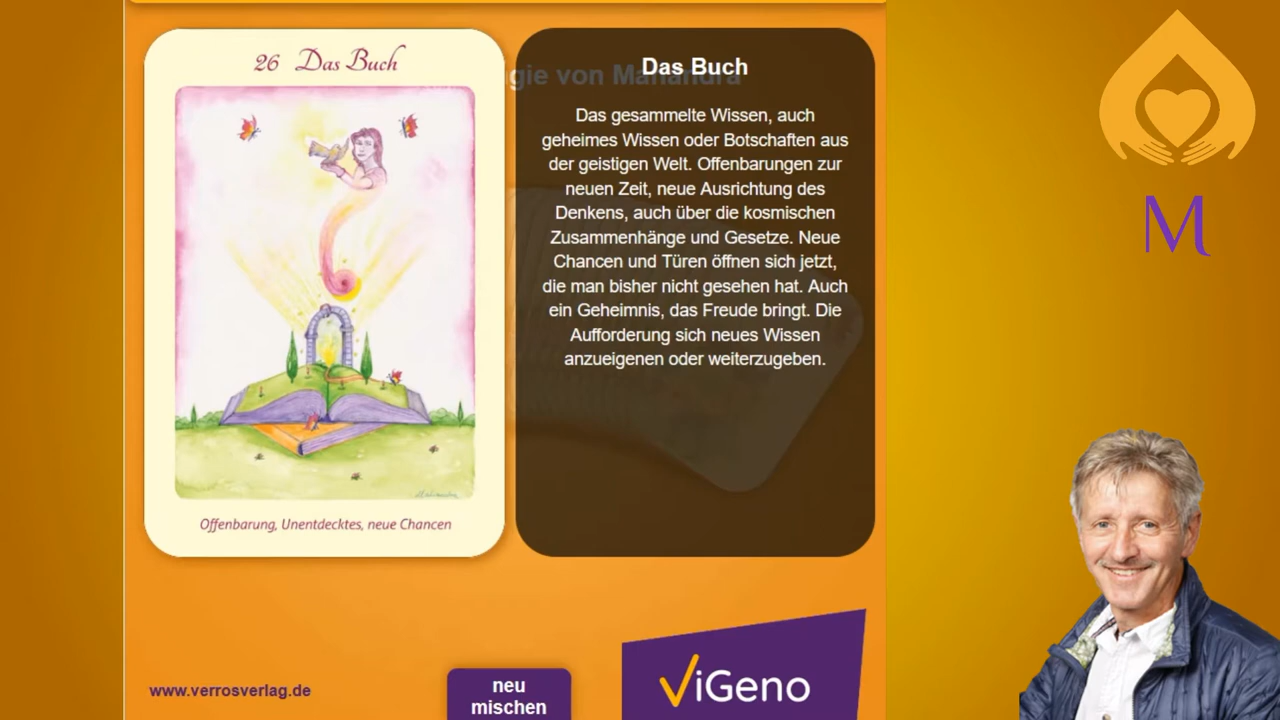 26 Das Buch
Offenbarung, Unentdecktes, neue Chancen
gie von Mahandra
Das Buch
Das gesammelte Wissen, auch
geheimes Wissen oder Botschaften aus
der geistigen Welt. Offenbarungen zur
neuen Zeit, neue Ausrichtung des
Denkens, auch über die kosmischen
Zusammenhänge und Gesetze. Neue
Chancen und Türen öffnen sich jetzt,
die man bisher nicht gesehen hat. Auch
ein Geheimnis, das Freude bringt. Die
Aufforderung sich neues Wissen
anzueigenen oder weiterzugeben.
M
www.verrosverlag.de
neu
mischen
ViGeno